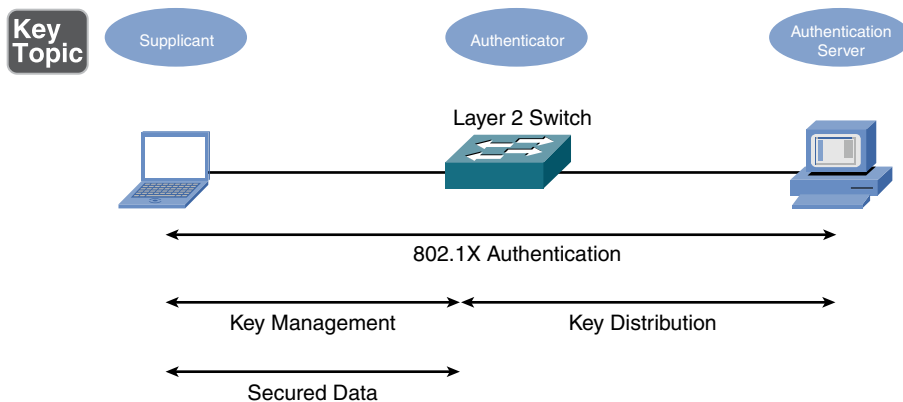 Key
Topic
Supplicant
Authenticator
Authentication
Server
Layer 2 Switch
802.1X Authentication
Key Management
Key Distribution
Secured Data